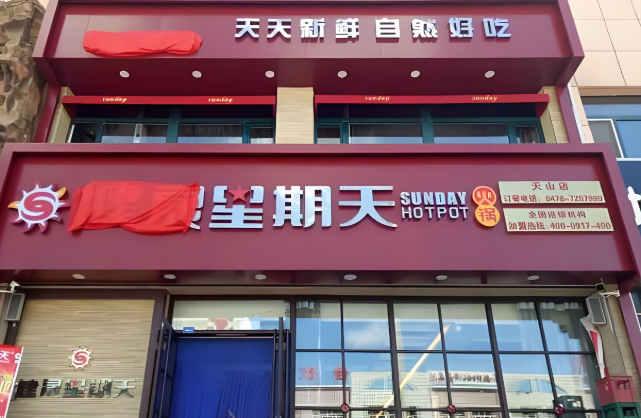 天天新鲜 自然好吃
sunday sunday sunday sunday
星期天 SUNDAY HOTPOT 火锅
天山店
订餐电话: 0476-7207999
全国连锁机构
加盟热线:400-0917-400
星期天